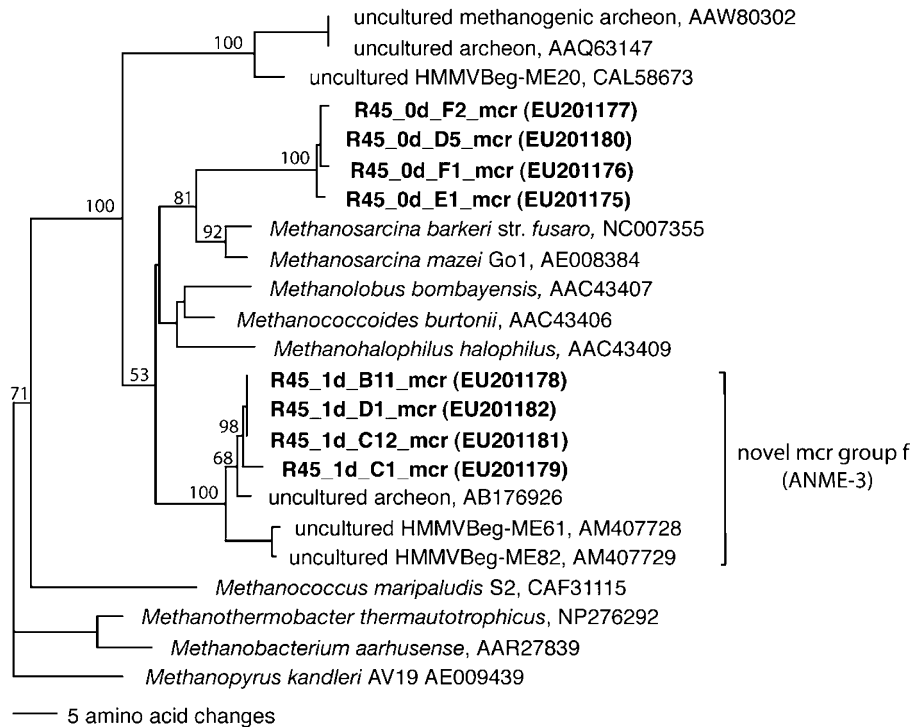 uncultured methanogenic archeon, AAW80302
100
uncultured archeon, AAQ63147
uncultured HMMVBeg-ME20, CAL58673
R45_0d_F2_mcr (EU201177)
R45_0d_D5_mcr (EU201180)
100
R45_0d_F1_mcr (EU201176)
81
R45_0d_E1_mcr (EU201175)
100
92
Methanosarcina barkeri str. fusaro, NC007355
Methanosarcina mazei Go1, AE008384
Methanolobus bombayensis, AAC43407
Methanococcoides burtonii, AAC43406
Methanohalophilus halophilus, AAC43409
53
R45_1d_B11_mcr (EU201178)
71
R45_1d_D1_mcr (EU201182)
98
R45_1d_C12_mcr (EU201181)
68
R45_1d_C1_mcr (EU201179)
novel mcr group f
(ANME-3)
100
uncultured archeon, AB176926
uncultured HMMVBeg-ME61, AM407728
uncultured HMMVBeg-ME82, AM407729
Methanococcus maripaludis S2, CAF31115
Methanothermobacter thermautotrophicus, NP276292
Methanobacterium aarhusense, AAR27839
Methanopyrus kandleri AV19 AE009439
5 amino acid changes